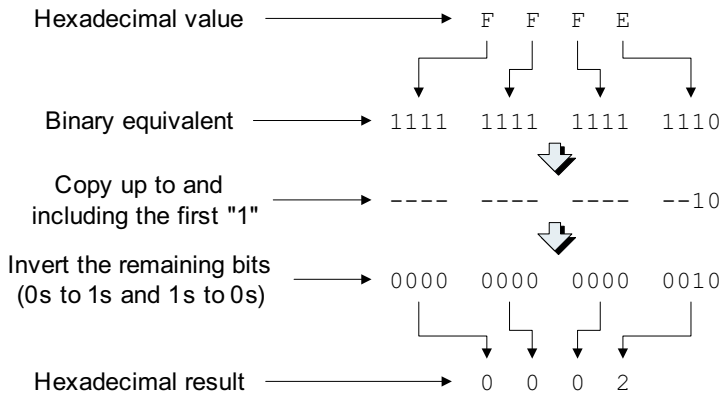 Hexadecimal value F F F E
Binary equivalent 1111 1111 1111 1110
Copy up to and
including the first "1" ---- ---- ---- --10
Invert the remaining bits
(0s to 1s and 1s to 0s) 0000 0000 0000 0010
Hexadecimal result 0 0 0 2